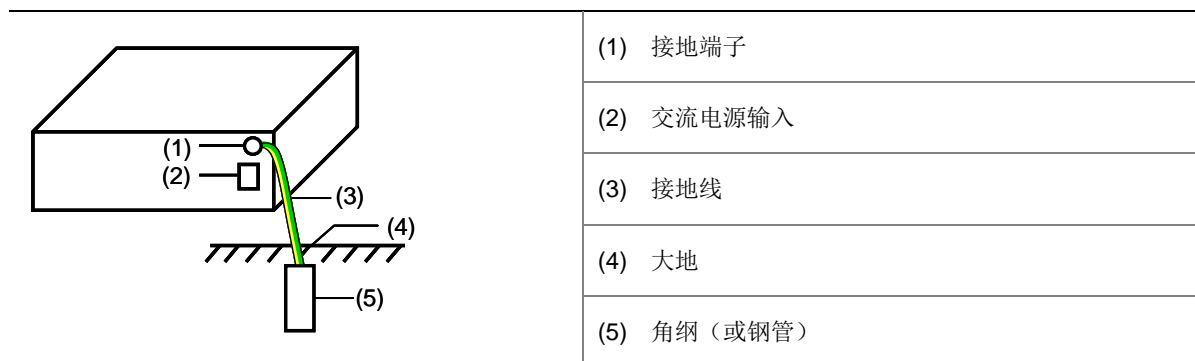 (1)
(2)
(3)
(4)
(5)
(1) 接地端子
(2) 交流电源输入
(3) 接地线
(4) 大地
(5) 角纲（或钢管）